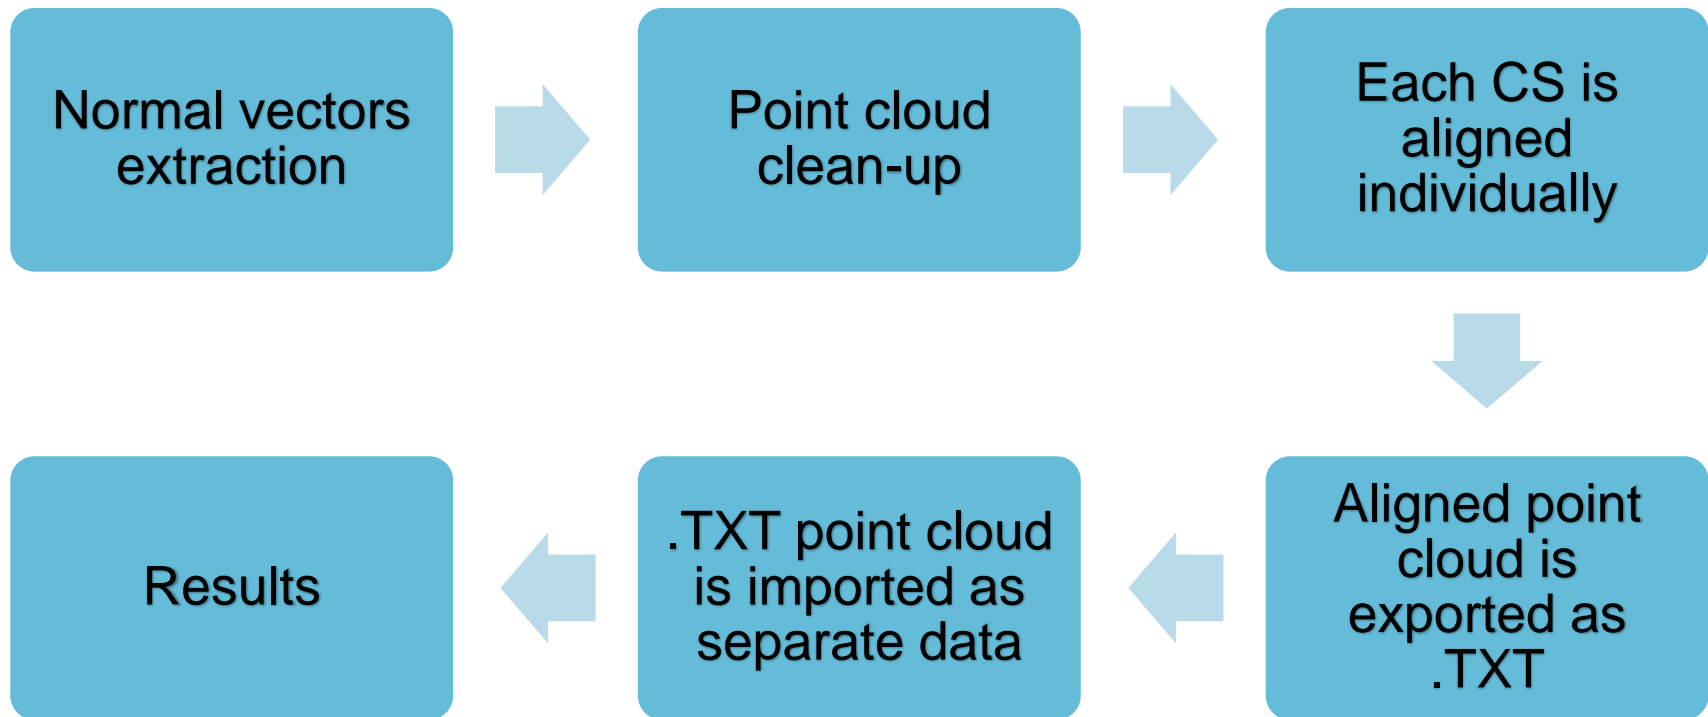 Normal vectors
extraction
Point cloud
clean-up
Each CS is
aligned
individually
Aligned point
cloud is
exported as
.TXT
.TXT point cloud
is imported as
separate data
Results